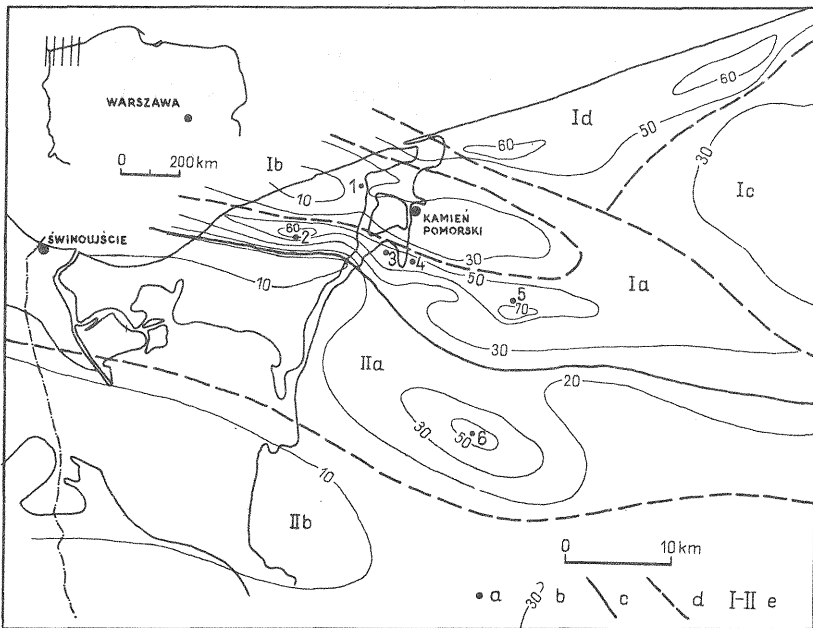 WARSZAWA
0 200 km
ŚWINOUJŚCIE
KAMIEŃ
POMORSKI
Ia
Ib
Ic
Id
IIa
IIb
1
2
3
4
5
6
10
60
60
60
50
30
30
50
70
30
20
10
30
50
10
0 10 km
a
30 b
c
d
I-II e